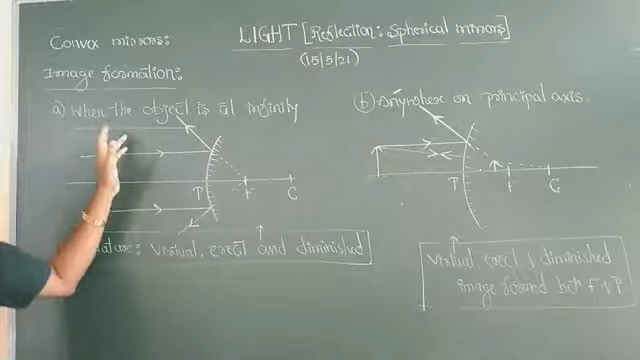 LIGHT [Reflection: Spherical mirrors]
(15/5/21)
Convex mirrors:
Image formation:
a) When the object is at infinity
P F C
Nature: Virtual, erect and diminished
(b) Anywhere on principal axis.
P F C
Virtual erect & diminished
image formed betn F & P